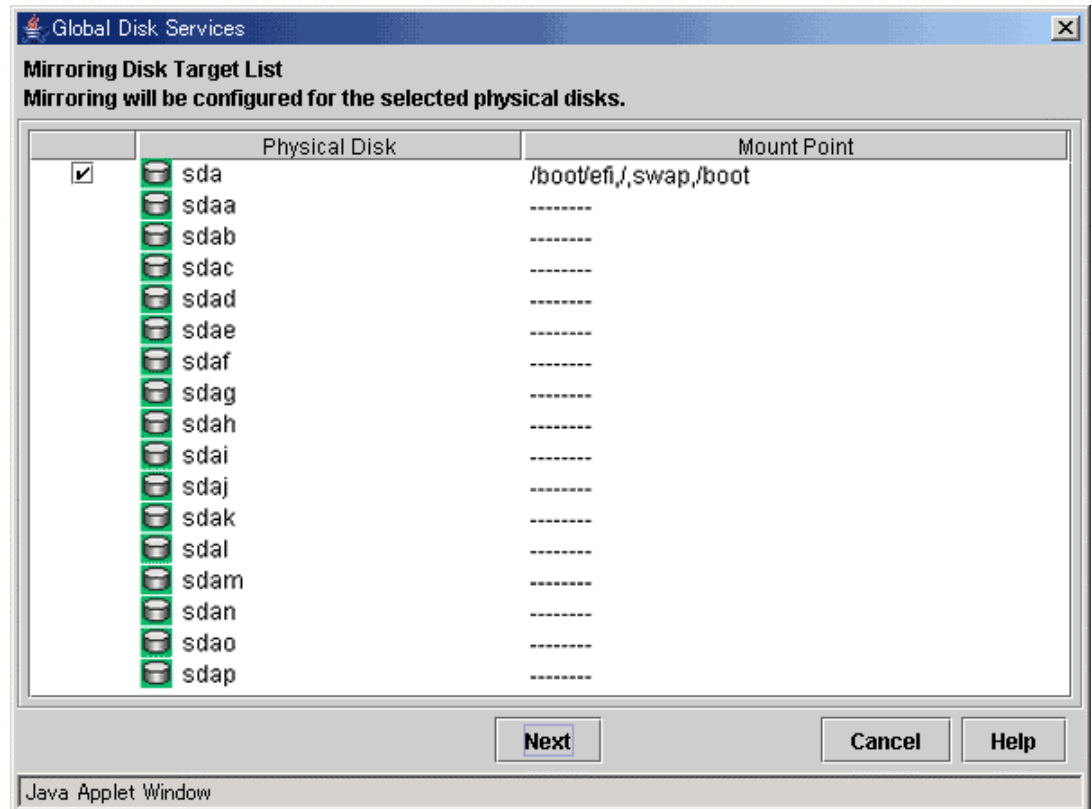 Global Disk Services
Mirroring Disk Target List
Mirroring will be configured for the selected physical disks.
Physical Disk Mount Point
sda /boot/efi,/,swap,/boot
sdaa --------
sdab --------
sdac --------
sdad --------
sdae --------
sdaf --------
sdag --------
sdah --------
sdai --------
sdaj --------
sdak --------
sdal --------
sdam --------
sdan --------
sdao --------
sdap --------
Next Cancel Help
Java Applet Window